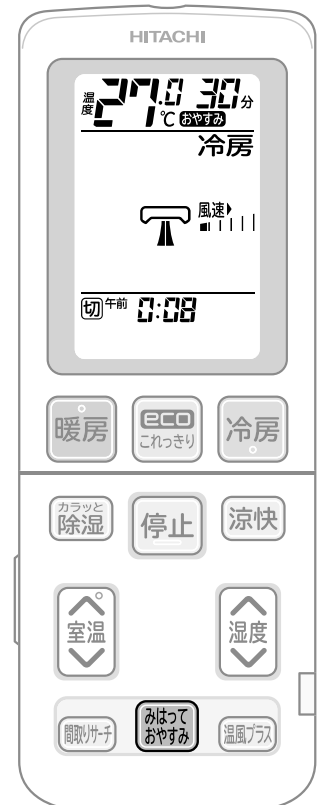 HITACHI
温度 27.0℃ 30分
おやすみ
冷房
風速
切 午前 0:08
暖房
eco
これっきり
冷房
カラッと
除湿
停止
涼快
室温
湿度
間取りサーチ
みはって
おやすみ
温風プラス